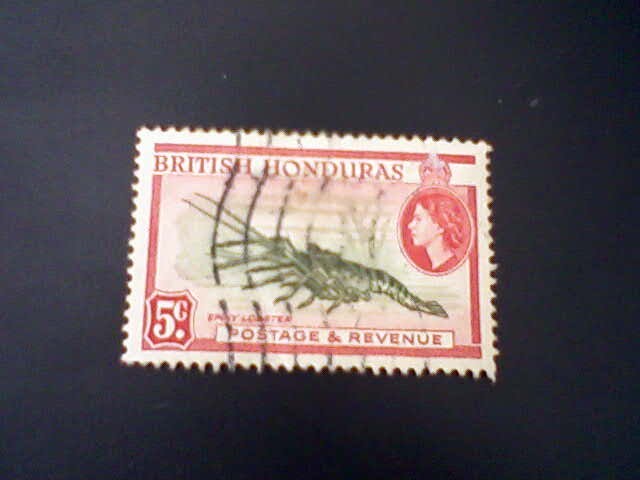 BRITISH HONDURAS
SPINY LOBSTER
5C.
POSTAGE & REVENUE